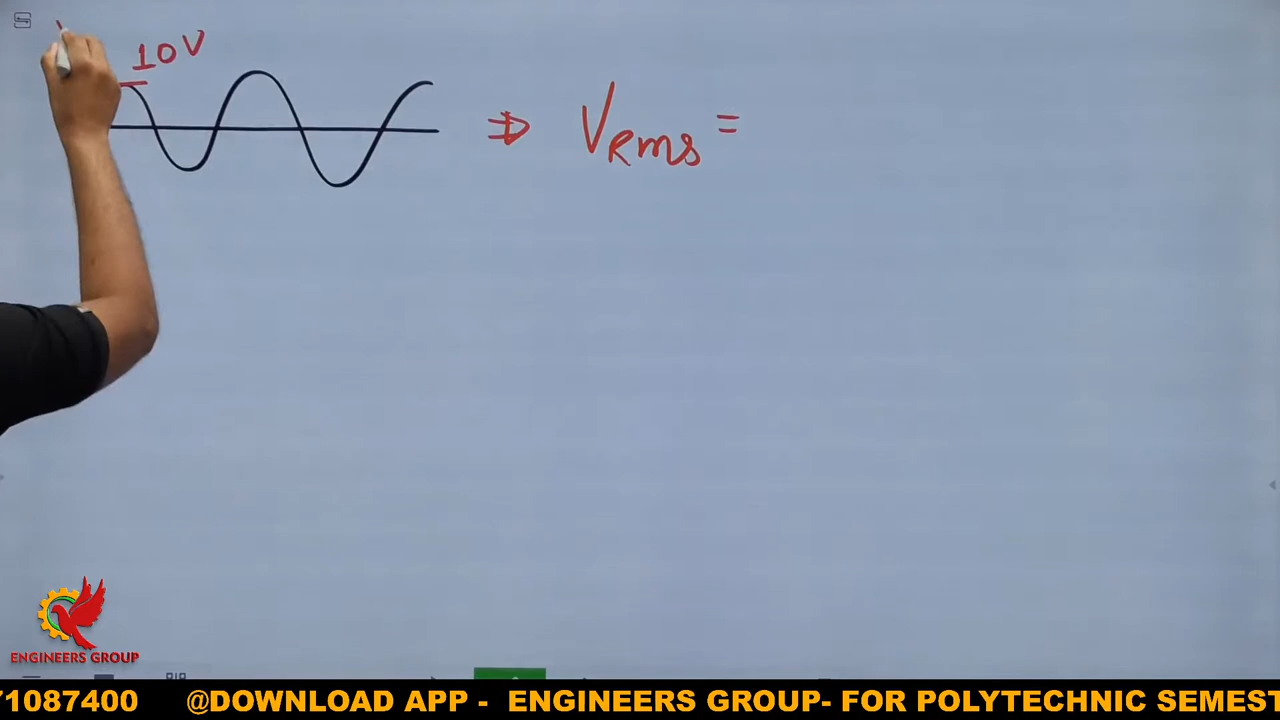 10V
⇒ VRms =
ENGINEERS GROUP
71087400 @DOWNLOAD APP - ENGINEERS GROUP- FOR POLYTECHNIC SEMEST